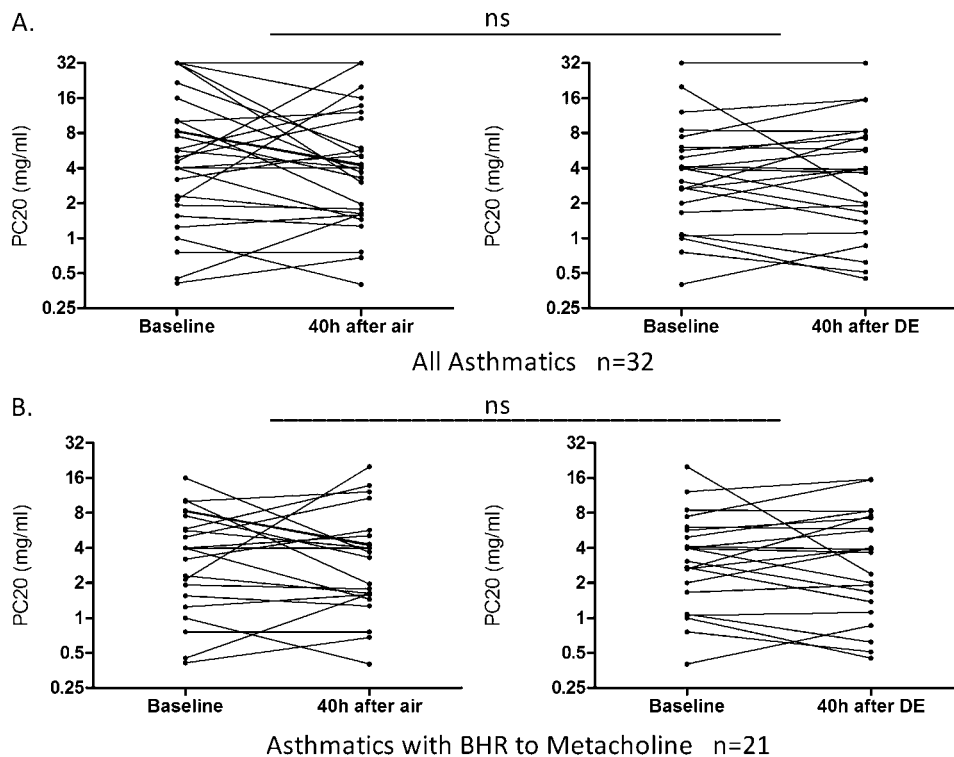 A.
ns
PC20 (mg/ml)
32
16
8
4
2
1
0.5
0.25
Baseline 40h after air
PC20 (mg/ml)
32
16
8
4
2
1
0.5
0.25
Baseline 40h after DE
All Asthmatics n=32
B.
ns
PC20 (mg/ml)
32
16
8
4
2
1
0.5
0.25
Baseline 40h after air
PC20 (mg/ml)
32
16
8
4
2
1
0.5
0.25
Baseline 40h after DE
Asthmatics with BHR to Metacholine n=21